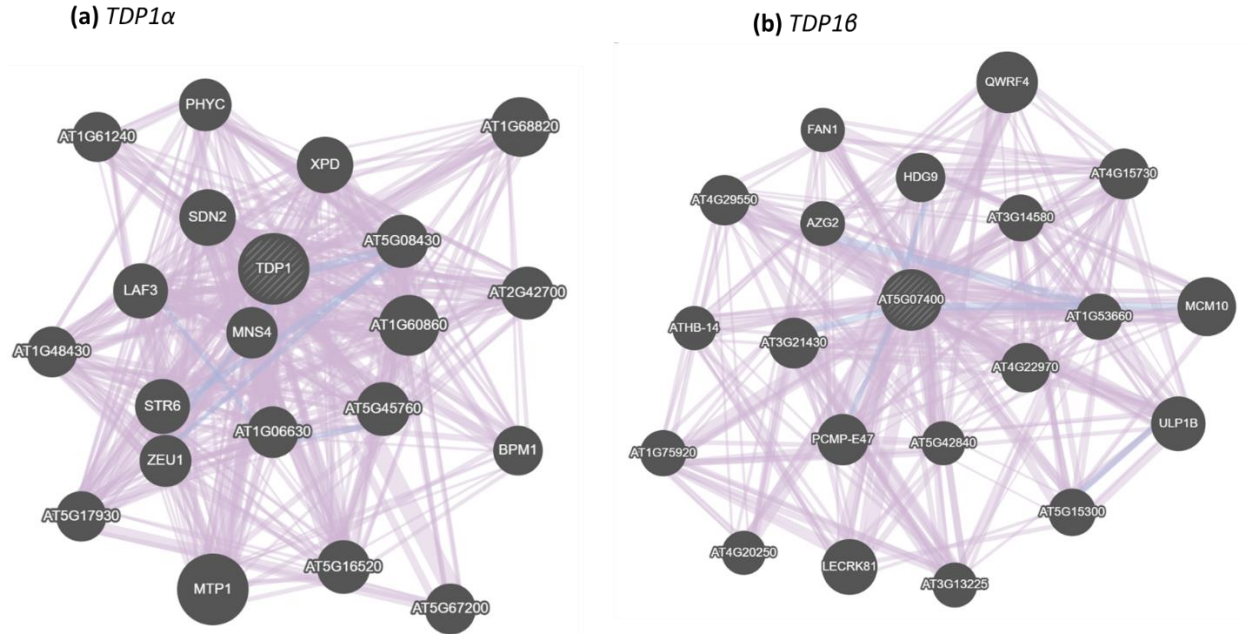 (a) TDP1α
(b) TDP1β
PHYC
AT1G61240
AT1G68820
XPD
SDN2
AT5G08430
TDP1
LAF3
AT2G42700
MNS4
AT1G60860
AT1G48430
STR6
AT5G45760
AT1G06630
ZEU1
BPM1
AT5G17930
AT5G16520
MTP1
AT5G67200
QWRF4
FAN1
HDG9
AT4G15730
AT4G29550
AZG2
AT3G14580
AT5G07400
MCM10
AT1G53660
ATHB-14
AT3G21430
AT4G22970
ULP1B
PCMP-E47
AT5G42840
AT1G75920
AT5G15300
AT4G20250
LECRK81
AT3G13225